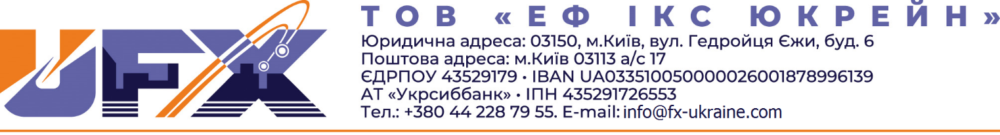 UFX
ТОВ «ЕФ ІКС ЮКРЕЙН»
Юридична адреса: 03150, м.Київ, вул. Гедройця Єжи, буд. 6
Поштова адреса: м.Київ 03113 а/с 17
ЄДРПОУ 43529179 • IBAN UA033510050000026001878996139
АТ «Укрсиббанк» • ІПН 435291726553
Тел.: +380 44 228 79 55. E-mail: info@fx-ukraine.com